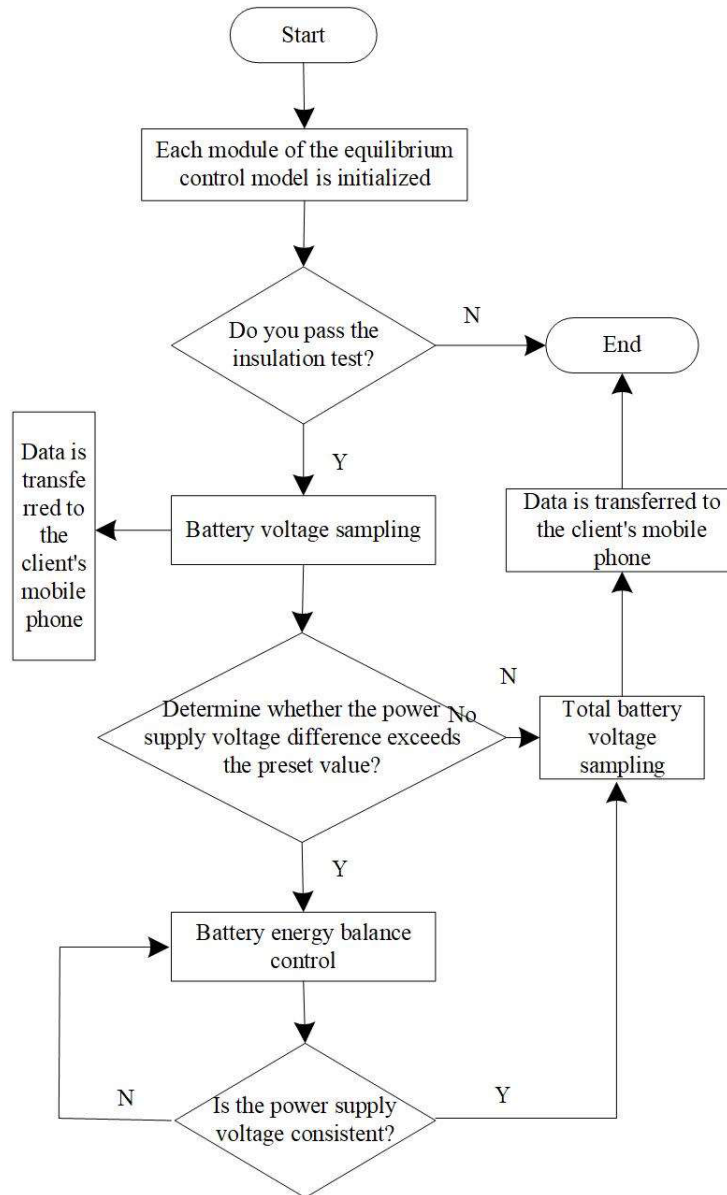 Start
Each module of the equilibrium
control model is initialized
Do you pass the
insulation test?
N
End
Y
Data is
transfe
rred to
the
client's
mobile
phone
Battery voltage sampling
Data is transferred to
the client's mobile
phone
N
Determine whether the power
supply voltage difference exceeds
the preset value?
No
Total battery
voltage
sampling
Y
Battery energy balance
control
N
Is the power supply
voltage consistent?
Y